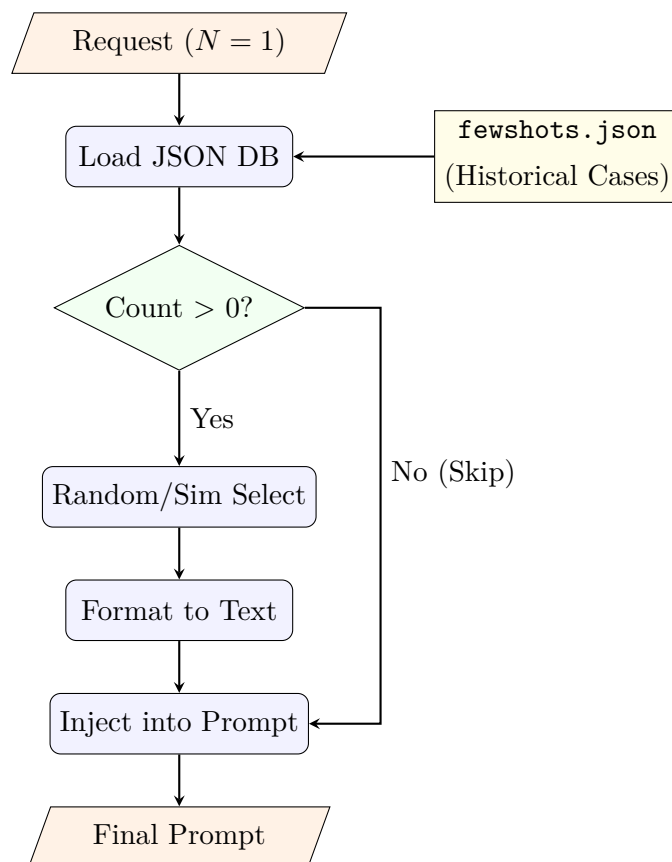 Request (N = 1)
Load JSON DB
fewshots.json
(Historical Cases)
Count > 0?
Yes
No (Skip)
Random/Sim Select
Format to Text
Inject into Prompt
Final Prompt